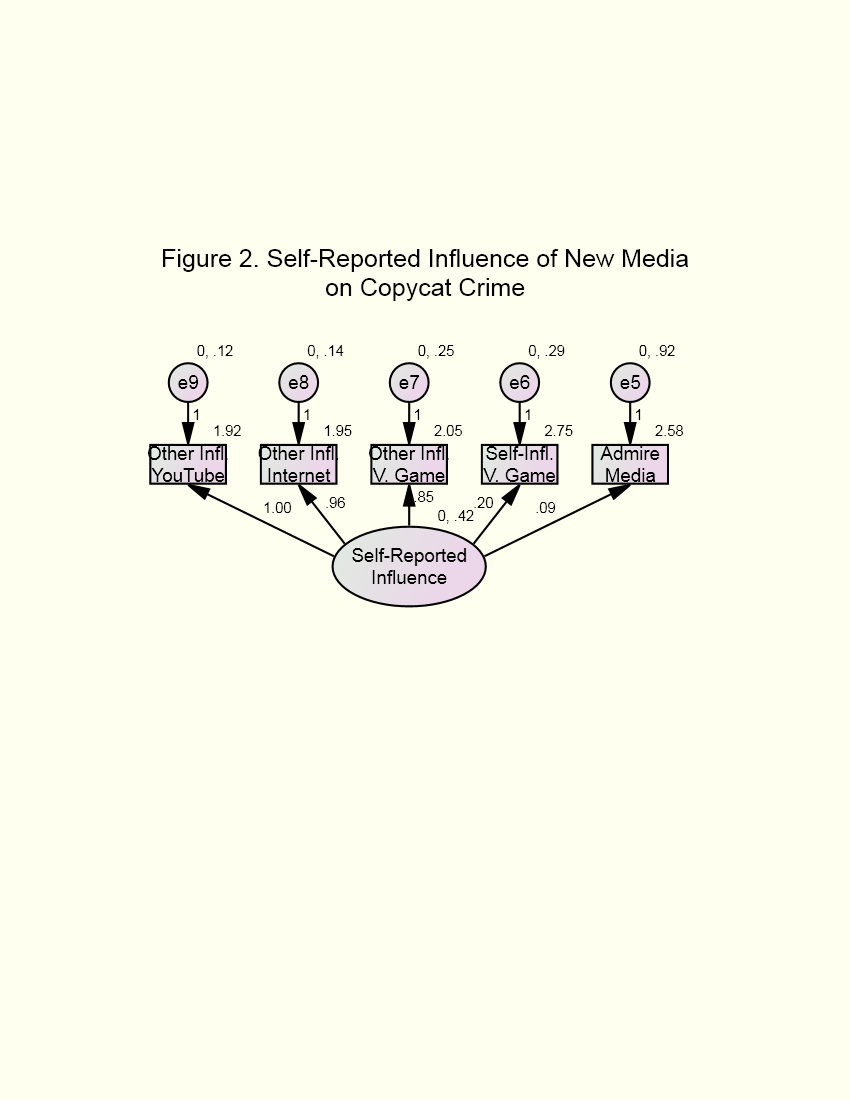 Figure 2. Self-Reported Influence of New Media
on Copycat Crime
0, .12
0, .14
0, .25
0, .29
0, .92
e9
e8
e7
e6
e5
1
1
1
1
1
1.92
1.95
2.05
2.75
2.58
Other Infl.
YouTube
Other Infl.
Internet
Other Infl.
V. Game
Self-Infl.
V. Game
Admire
Media
1.00
.96
.85
.20
.09
0, .42
Self-Reported
Influence